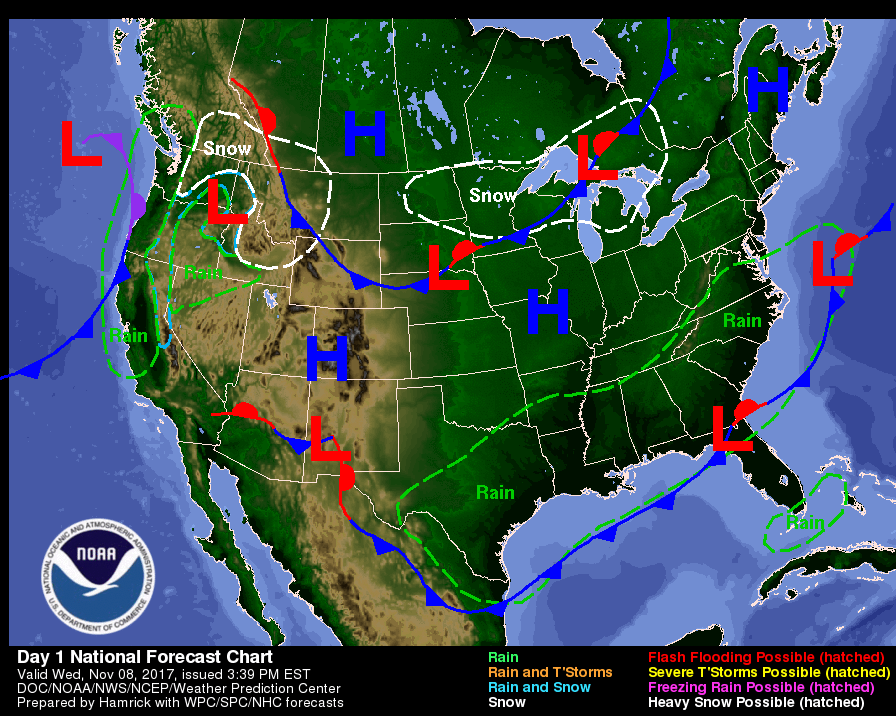 H
L
H
Snow
L
Snow
L
L
Rain
L
H
Rain
Rain
H
L
L
Rain
Rain
NATIONAL OCEANIC AND ATMOSPHERIC ADMINISTRATION
NOAA
U.S. DEPARTMENT OF COMMERCE
Day 1 National Forecast Chart
Valid Wed, Nov 08, 2017, issued 3:39 PM EST
DOC/NOAA/NWS/NCEP/Weather Prediction Center
Prepared by Hamrick with WPC/SPC/NHC forecasts
Rain
Rain and T'Storms
Rain and Snow
Snow
Flash Flooding Possible (hatched)
Severe T'Storms Possible (hatched)
Freezing Rain Possible (hatched)
Heavy Snow Possible (hatched)